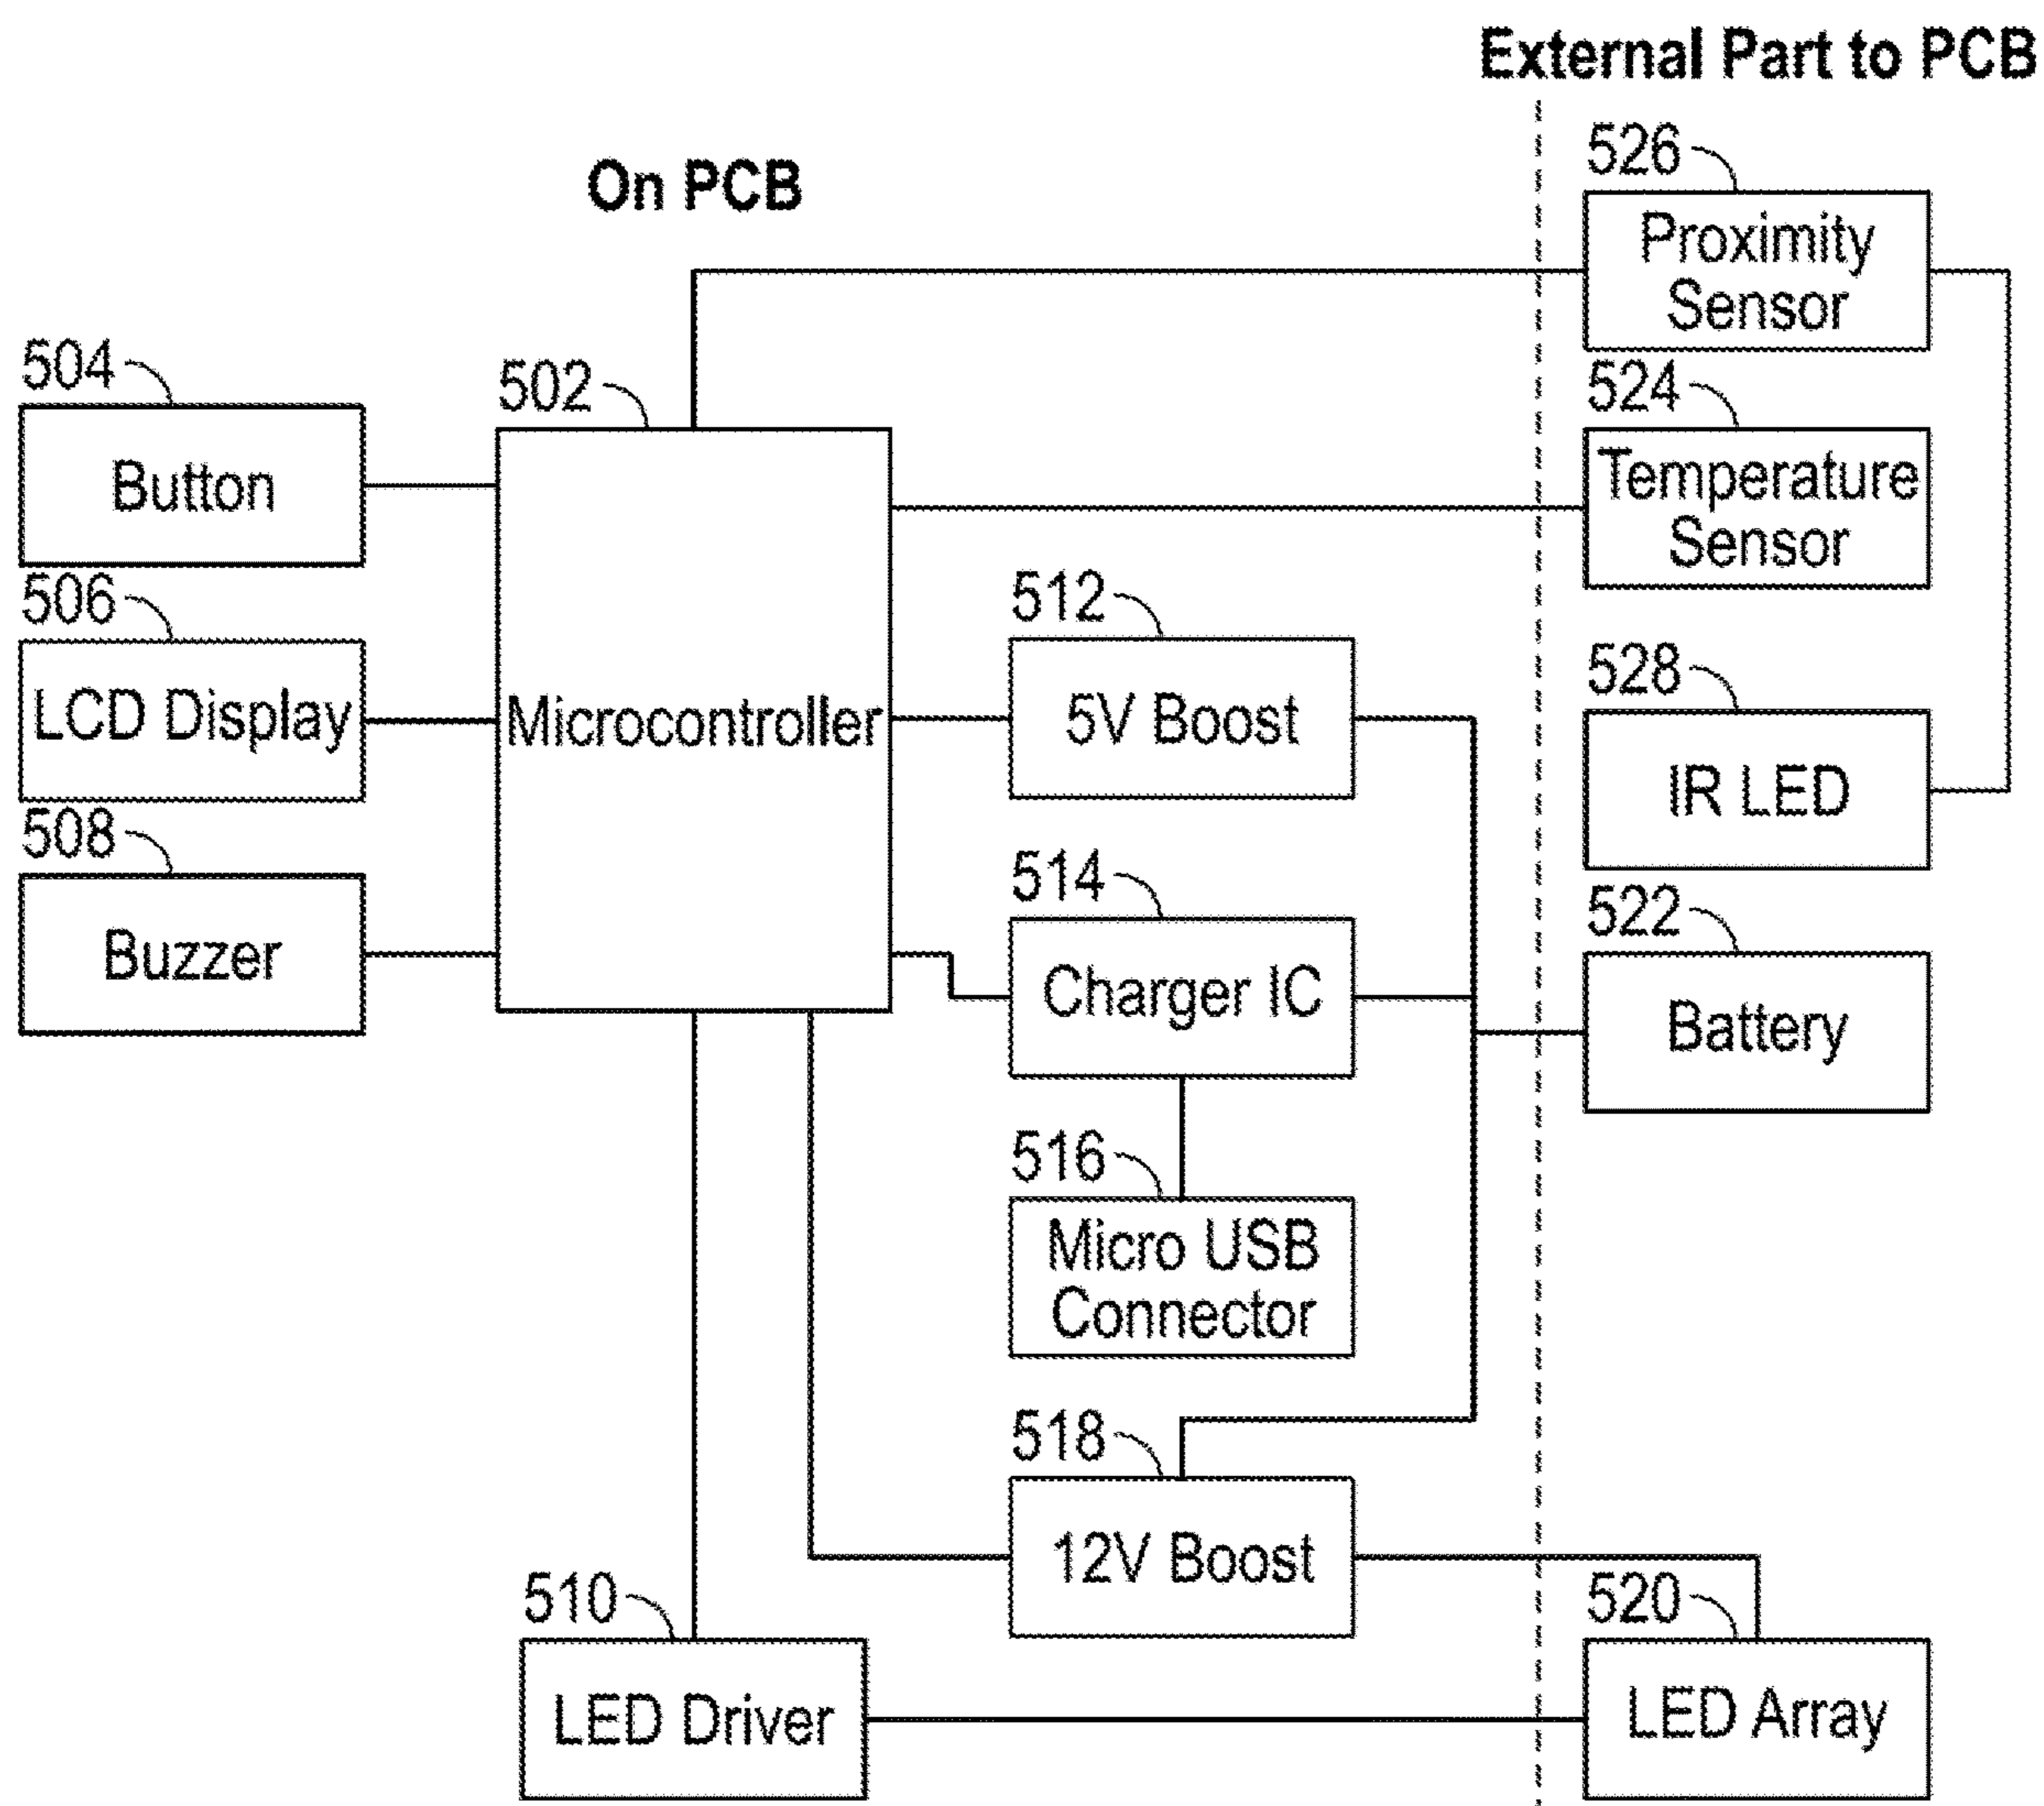 External Part to PCB
On PCB
526
Proximity
Sensor
504
502
524
Button
Temperature
Sensor
506
512
LCD Display
Microcontroller
5V Boost
528
IR LED
508
514
522
Buzzer
Charger IC
Battery
516
Micro USB
Connector
518
12V Boost
510
520
LED Driver
LED Array